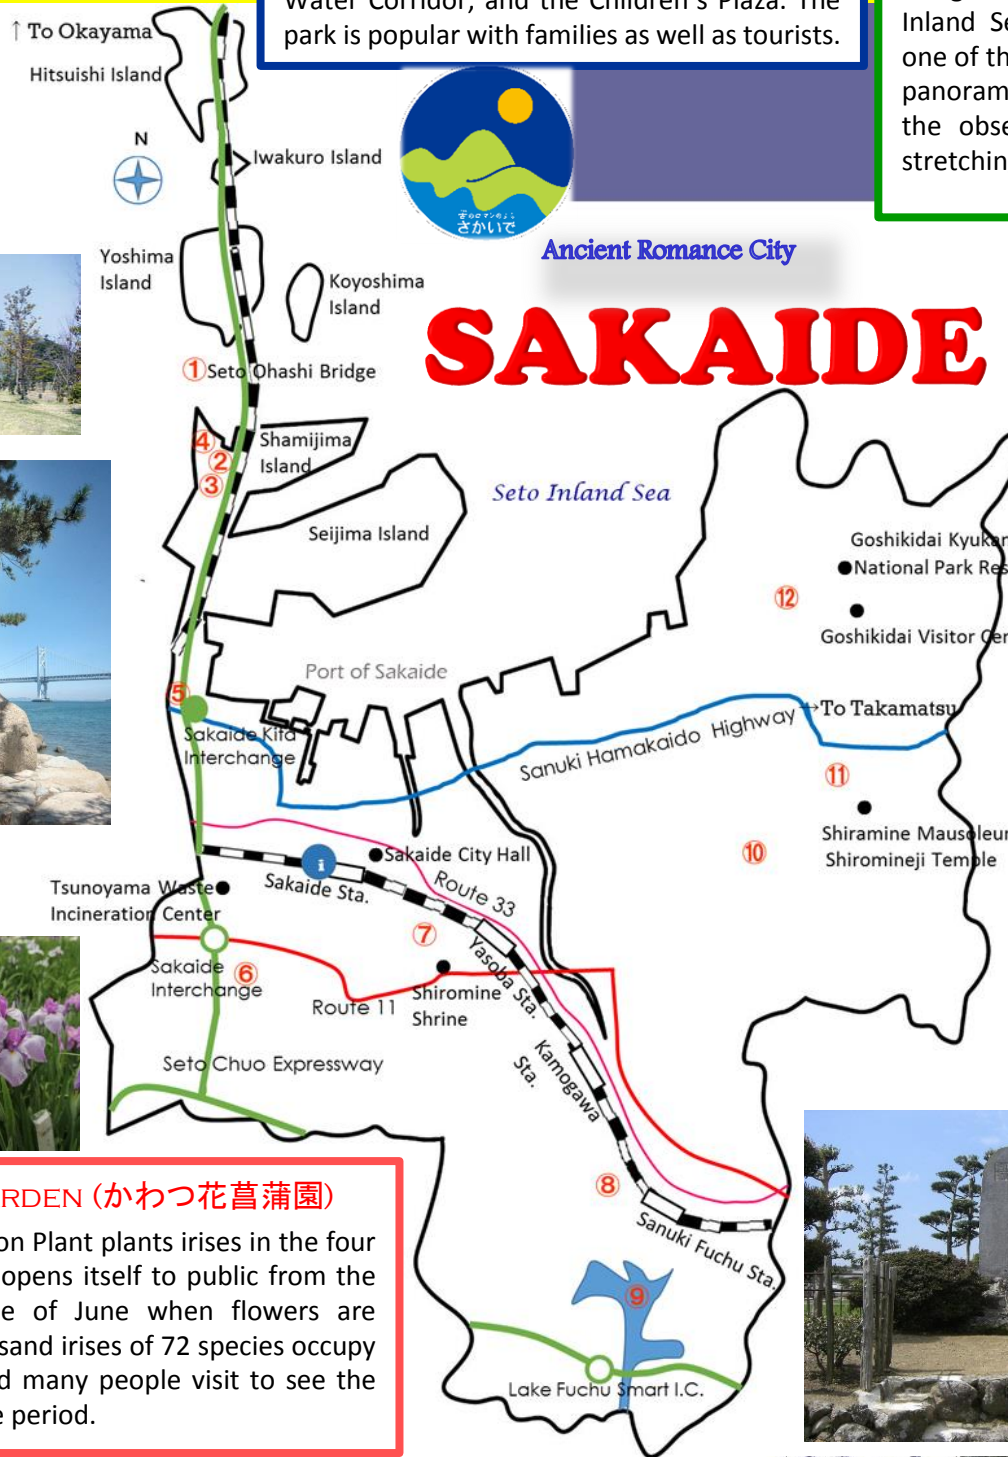 Water Corridor, and the Children's Plaza. The
park is popular with families as well as tourists.
Inland Se
one of th
panoram
the obse
stretchin
↑ To Okayama
Hitsuishi Island
N
Iwakuro Island
さかいで
Ancient Romance City
SAKAIDE
Yoshima
Island
Koyoshima
Island
①Seto Ohashi Bridge
④
②
③
Shamijima
Island
Seto Inland Sea
Seijima Island
Goshikidai Kyukam
National Park Res
⑫
Goshikidai Visitor Cen
Port of Sakaide
⑤
Sakaide Kita
Interchange
Sanuki Hamakaido Highway
→To Takamatsu
⑪
Shiramine Mausoleum
Shiromineji Temple
⑩
i
Sakaide City Hall
Sakaide Sta.
Route 33
Tsunoyama Waste
Incineration Center
⑦
Yasoba Sta.
Sakaide
Interchange
⑥
Route 11
Shiromine
Shrine
Kamogawa
Sta.
Seto Chuo Expressway
⑧
Sanuki Fuchu Sta.
⑨
Lake Fuchu Smart I.C.
RDEN (かわつ花菖蒲園)
on Plant plants irises in the four
opens itself to public from the
e of June when flowers are
sand irises of 72 species occupy
d many people visit to see the
e period.